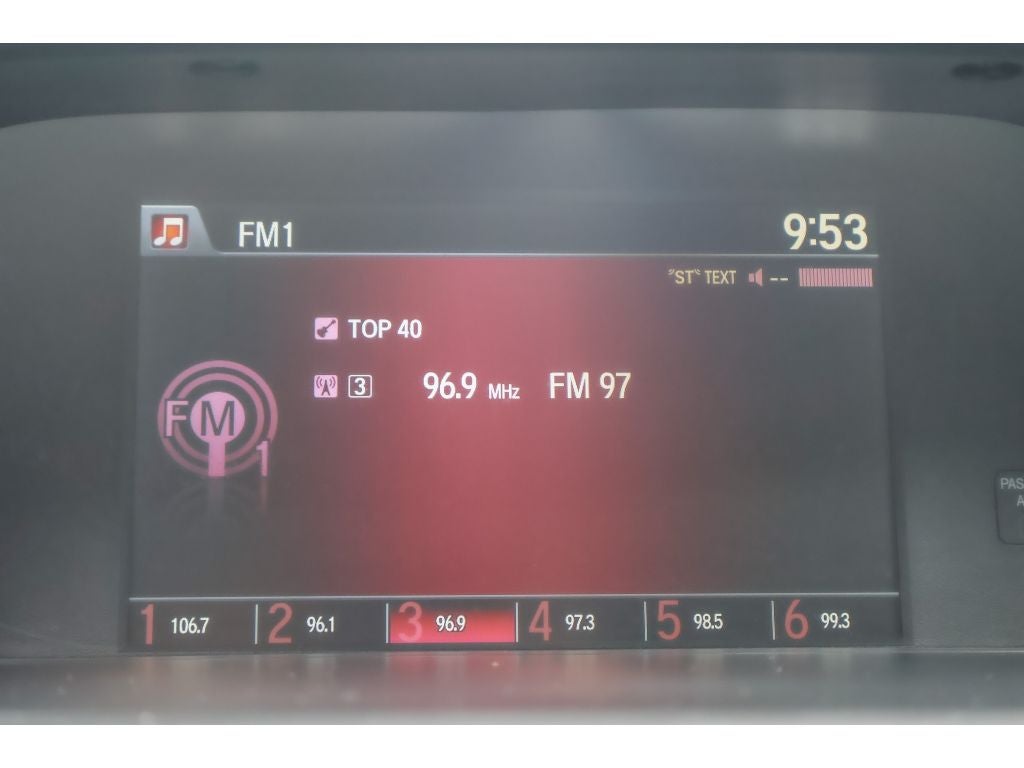 FM1 9:53
"ST" TEXT --
TOP 40
3 96.9 MHz FM 97
FM
1
PAS
A
1 106.7 2 96.1 3 96.9 4 97.3 5 98.5 6 99.3